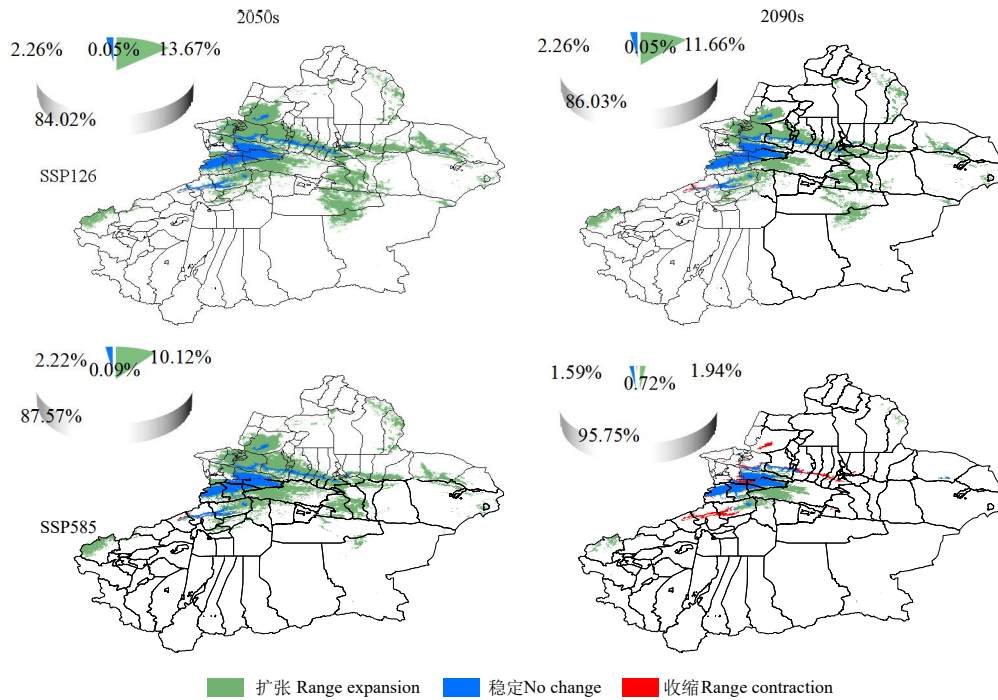 2050s
2090s
2.26%
0.05%
13.67%
84.02%
2.26%
0.05%
11.66%
86.03%
SSP126
2.22%
0.09%
10.12%
87.57%
1.59%
0.72%
1.94%
95.75%
SSP585
扩张 Range expansion
稳定No change
收缩Range contraction